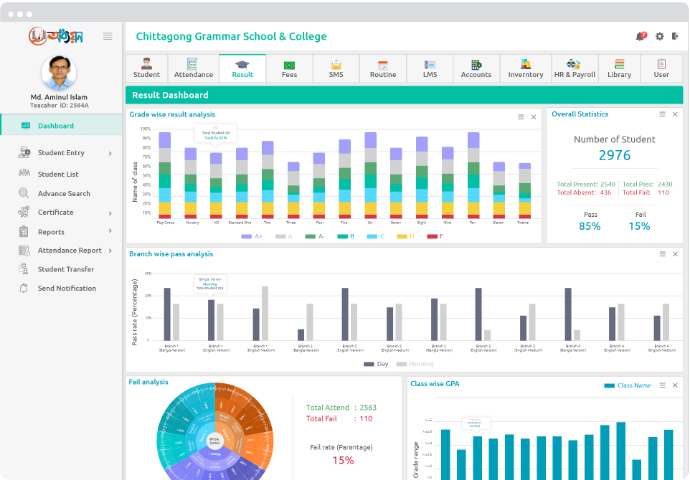 অধ্যয়ন
Chittagong Grammar School & College
Md. Aminul Islam
Teacaher ID: 2564A
Dashboard
Student Entry
Student List
Advance Search
Certificate
Reports
Attendance Report
Student Transfer
Send Notification
Student
Attendance
Result
Fees
SMS
Routine
LMS
Accounts
Inverntory
HR & Payroll
Library
User
Result Dashboard
Grade wise result analysis
Name of class
100%
90%
80%
70%
60%
50%
40%
30%
20%
10%
Play Group
Nursery
KG
One
Two
Three
Five
Six
Seven
Eight
Nine
Ten
Eleven
Twelve
A+
A
A-
B
C
D
F
Overall Statistics
Number of Student
2976
Total Present: 2540
Total Pass: 2430
Total Absent: 436
Total Fail: 110
Pass
Fail
85%
15%
Branch wise pass analysis
Pass rate (Percentage)
Day
Morning
Fail analysis
Total Attend : 2563
Total Fail : 110
Fail rate (Parentage)
15%
Class wise GPA
Class Name
Grade range